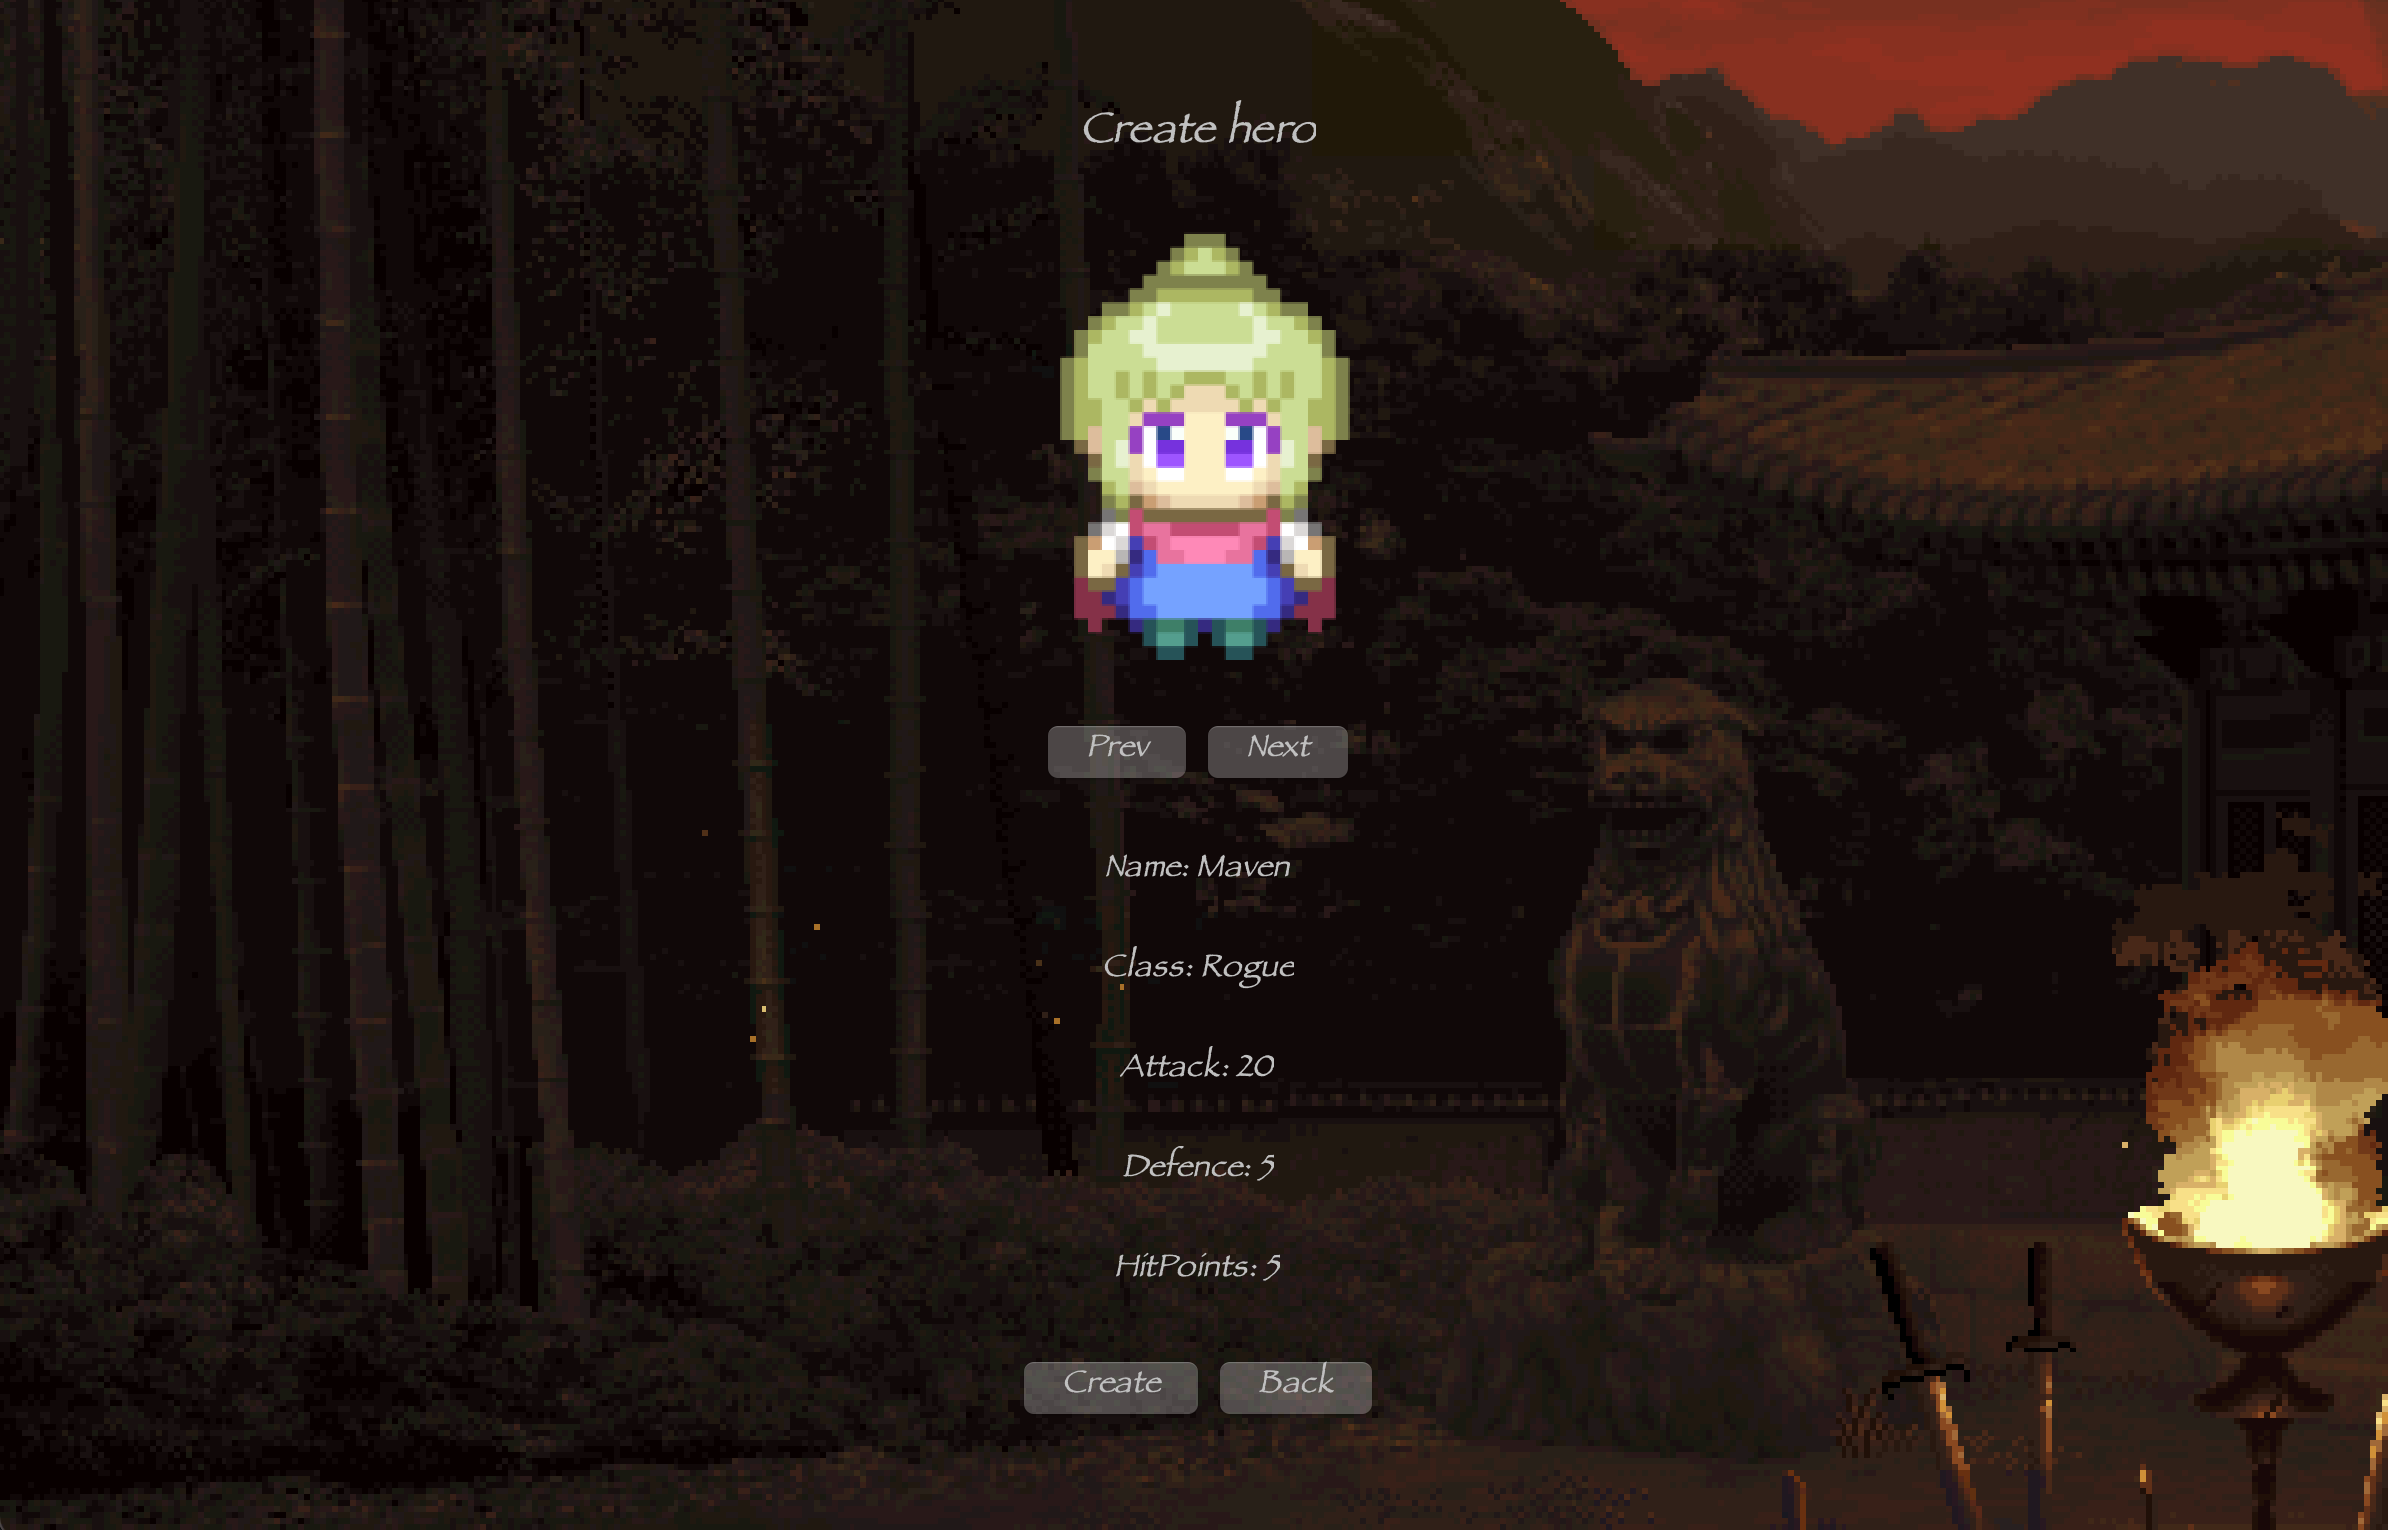 Create hero
Prev Next
Name: Maven
Class: Rogue
Attack: 20
Defence: 5
HitPoints: 5
Create Back